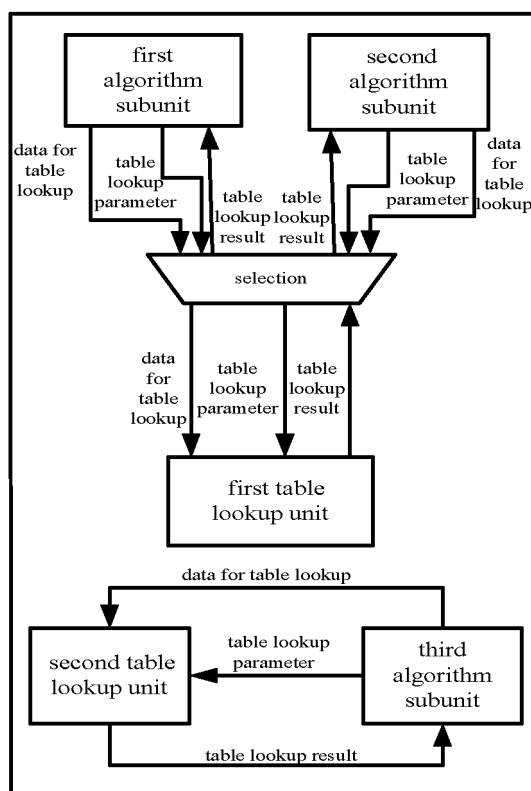 first
algorithm
subunit
second
algorithm
subunit
data for
table
lookup
table
lookup
parameter
table
lookup
result
table
lookup
result
table
lookup
parameter
data
for
table
lookup
selection
data
for
table
lookup
table
lookup
parameter
table
lookup
result
first table
lookup unit
data for table lookup
second table
lookup unit
table lookup
parameter
third
algorithm
subunit
table lookup result